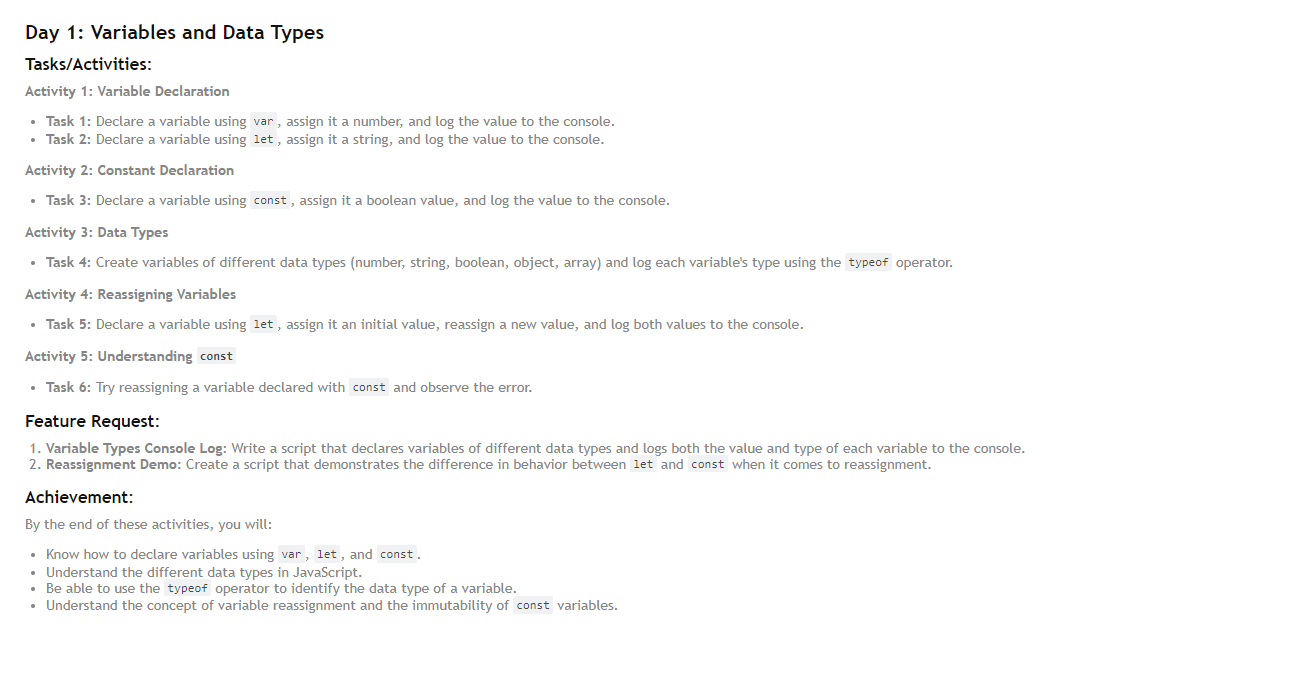 Day 1: Variables and Data Types
Tasks/Activities:
Activity 1: Variable Declaration
• Task 1: Declare a variable using var, assign it a number, and log the value to the console.
• Task 2: Declare a variable using let, assign it a string, and log the value to the console.
Activity 2: Constant Declaration
• Task 3: Declare a variable using const, assign it a boolean value, and log the value to the console.
Activity 3: Data Types
• Task 4: Create variables of different data types (number, string, boolean, object, array) and log each variable's type using the typeof operator.
Activity 4: Reassigning Variables
• Task 5: Declare a variable using let, assign it an initial value, reassign a new value, and log both values to the console.
Activity 5: Understanding const
• Task 6: Try reassigning a variable declared with const and observe the error.
Feature Request:
1. Variable Types Console Log: Write a script that declares variables of different data types and logs both the value and type of each variable to the console.
2. Reassignment Demo: Create a script that demonstrates the difference in behavior between let and const when it comes to reassignment.
Achievement:
By the end of these activities, you will:
• Know how to declare variables using var, let, and const.
• Understand the different data types in JavaScript.
• Be able to use the typeof operator to identify the data type of a variable.
• Understand the concept of variable reassignment and the immutability of const variables.